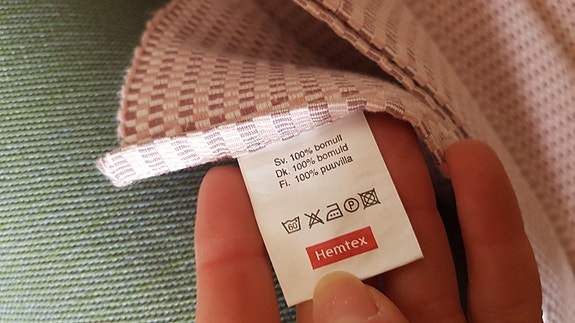 Sv. 100% bomull
Dk. 100% bomuld
Fi. 100% puuvilla
60 P
Hemtex